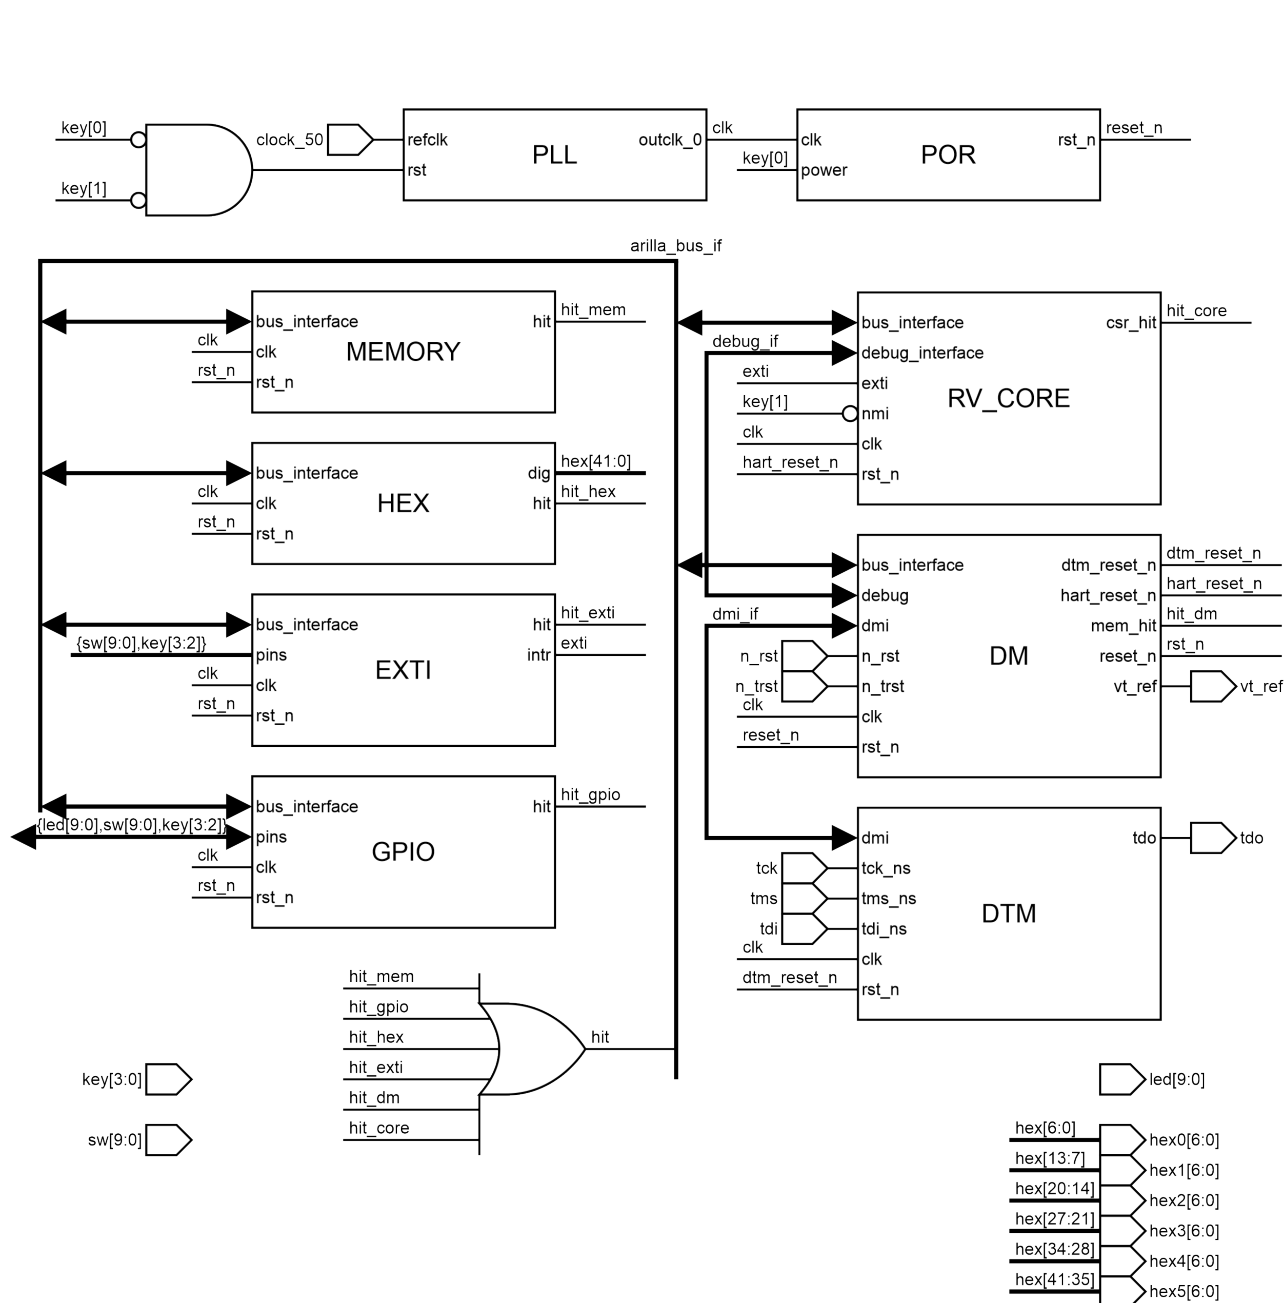 key[0]
key[1]
clock_50
refclk
rst
PLL
outclk_0
clk
key[0]
clk
power
POR
rst_n
reset_n
arilla_bus_if
bus_interface
clk
clk
rst_n
rst_n
MEMORY
hit
hit_mem
bus_interface
clk
clk
rst_n
rst_n
HEX
dig
hex[41:0]
hit
hit_hex
bus_interface
{sw[9:0],key[3:2]}
pins
clk
clk
rst_n
rst_n
EXTI
hit
hit_exti
intr
exti
bus_interface
{led[9:0],sw[9:0],key[3:2]}
pins
clk
clk
rst_n
rst_n
GPIO
hit
hit_gpio
bus_interface
debug_if
debug_interface
exti
exti
key[1]
nmi
clk
clk
hart_reset_n
rst_n
RV_CORE
csr_hit
hit_core
bus_interface
debug
dmi_if
dmi
n_rst
n_rst
n_trst
n_trst
clk
clk
reset_n
rst_n
DM
dtm_reset_n
dtm_reset_n
hart_reset_n
hart_reset_n
mem_hit
hit_dm
reset_n
rst_n
vt_ref
vt_ref
dmi
tck
tck_ns
tms
tms_ns
tdi
tdi_ns
clk
clk
dtm_reset_n
rst_n
DTM
tdo
tdo
hit_mem
hit_gpio
hit_hex
hit_exti
hit_dm
hit_core
hit
key[3:0]
sw[9:0]
led[9:0]
hex[6:0]
hex0[6:0]
hex[13:7]
hex1[6:0]
hex[20:14]
hex2[6:0]
hex[27:21]
hex3[6:0]
hex[34:28]
hex4[6:0]
hex[41:35]
hex5[6:0]